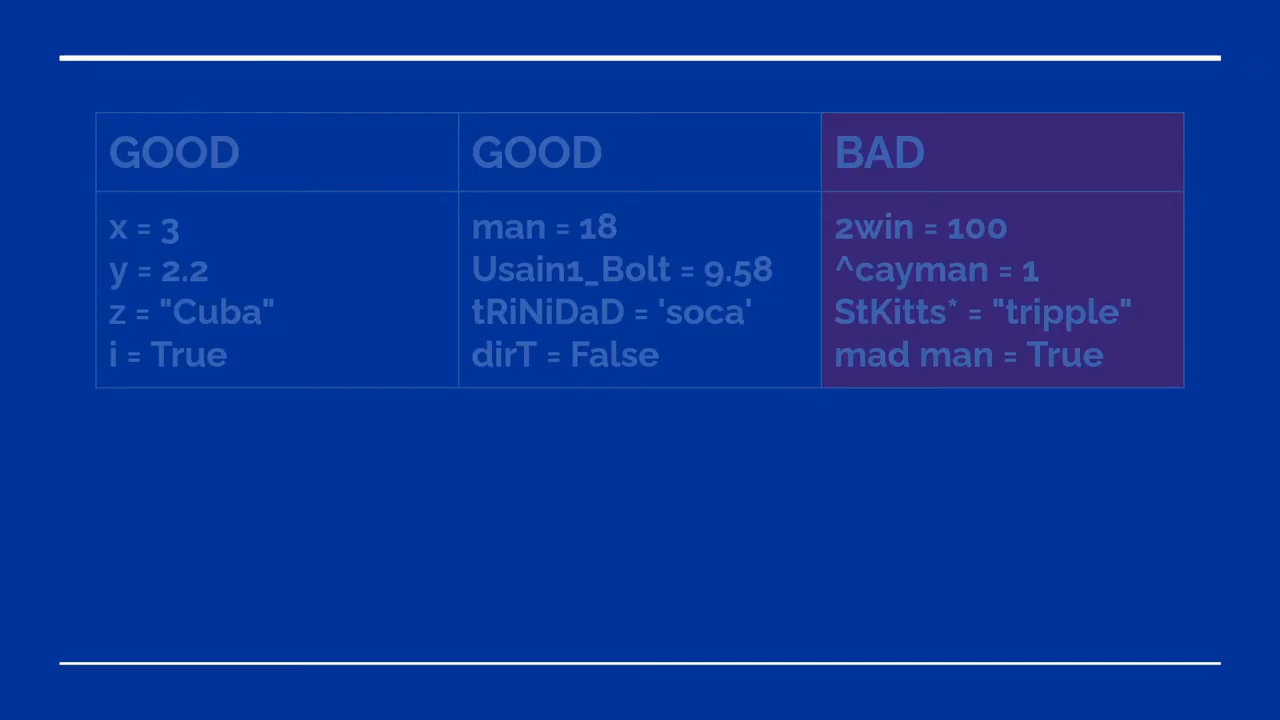 GOOD
GOOD
BAD
x = 3
y = 2.2
z = "Cuba"
i = True
man = 18
Usain1_Bolt = 9.58
tRiNiDaD = 'soca'
dirT = False
2win = 100
^cayman = 1
StKitts* = "tripple"
mad man = True